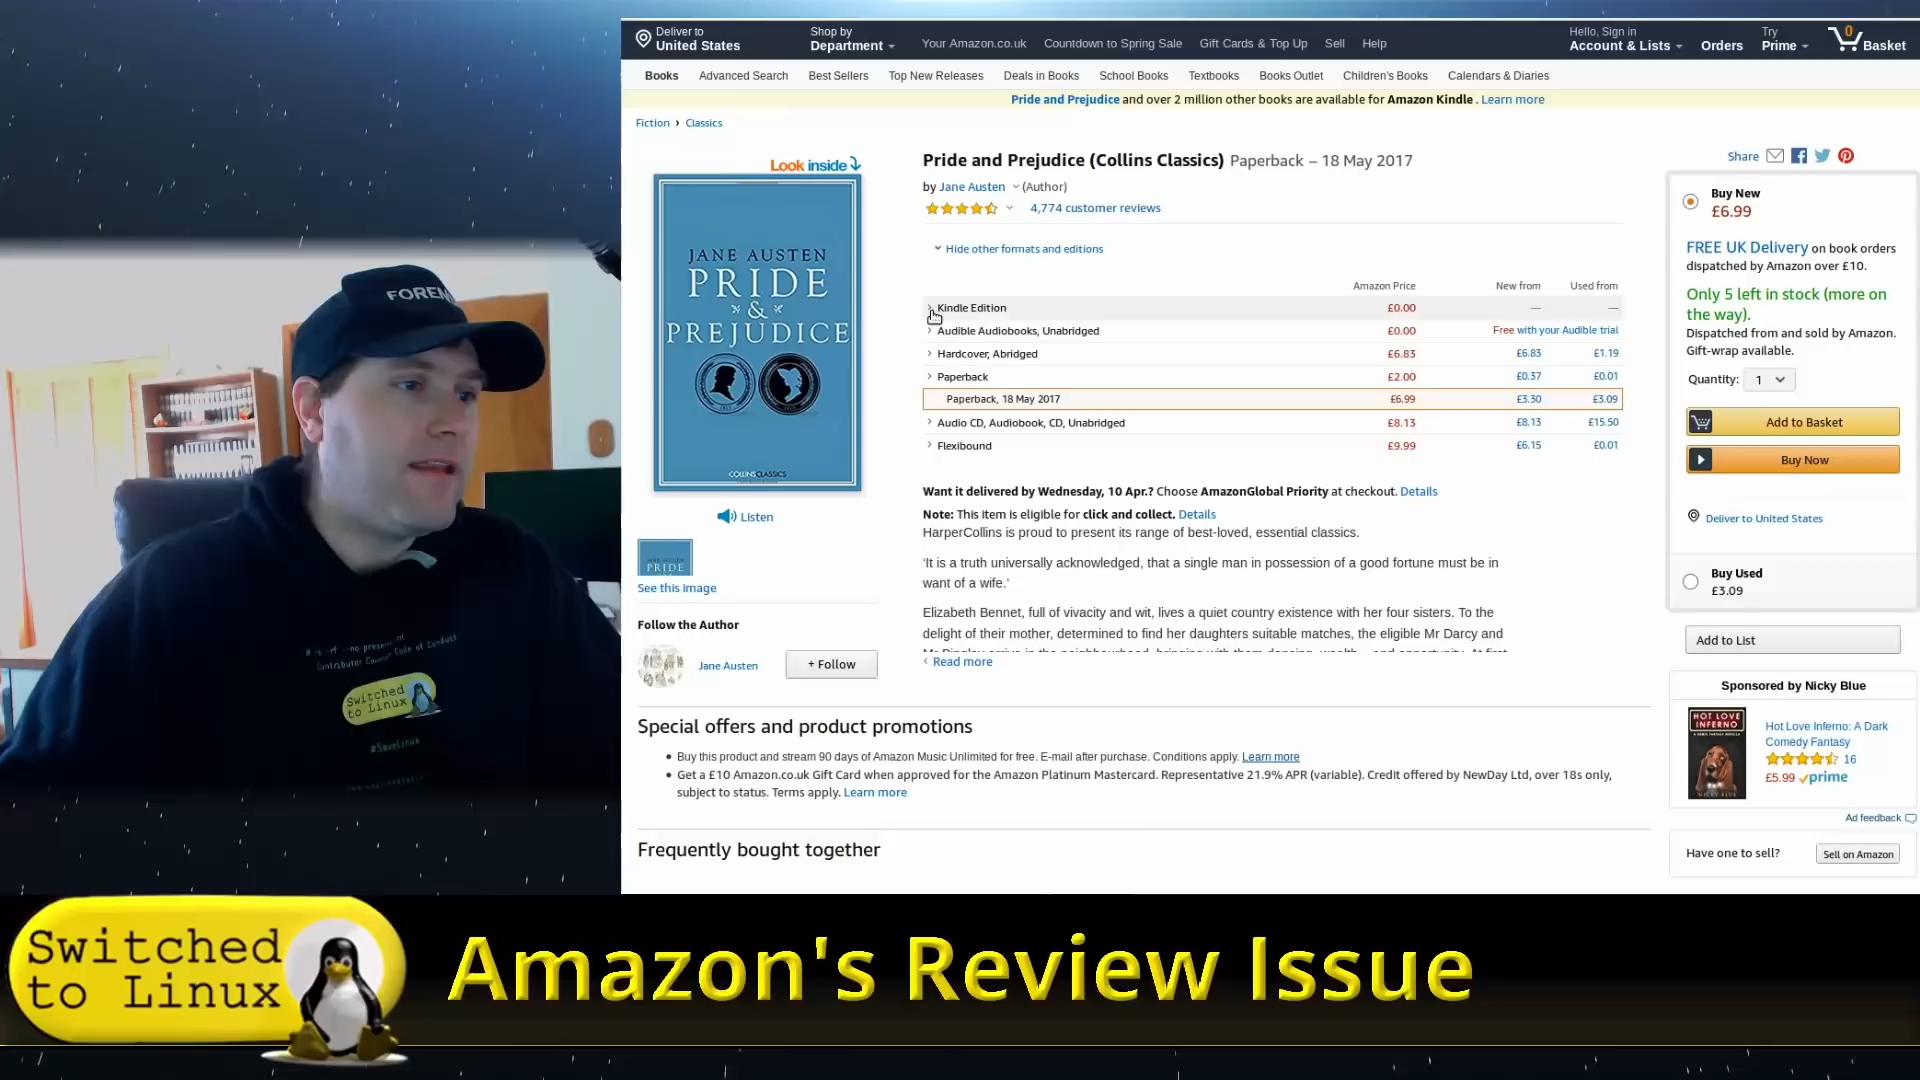 Deliver to
United States
Shop by
Department
Your Amazon.co.uk
Countdown to Spring Sale
Gift Cards & Top Up
Sell
Help
Hello, Sign in
Account & Lists
Orders
Try
Prime
0
Basket
Books
Advanced Search
Best Sellers
Top New Releases
Deals in Books
School Books
Textbooks
Books Outlet
Children's Books
Calendars & Diaries
Pride and Prejudice and over 2 million other books are available for Amazon Kindle . Learn more
Fiction › Classics
Look inside
JANE AUSTEN
PRIDE
&
PREJUDICE
COLLINS CLASSICS
Listen
PRIDE
See this image
Follow the Author
Jane Austen
+ Follow
Pride and Prejudice (Collins Classics) Paperback – 18 May 2017
by Jane Austen (Author)
4,774 customer reviews
Hide other formats and editions
Amazon Price New from Used from
Kindle Edition £0.00 — —
Audible Audiobooks, Unabridged £0.00 Free with your Audible trial
Hardcover, Abridged £6.83 £6.83 £1.19
Paperback £2.00 £0.37 £0.01
Paperback, 18 May 2017 £6.99 £3.30 £3.09
Audio CD, Audiobook, CD, Unabridged £8.13 £8.13 £15.50
Flexibound £9.99 £6.15 £0.01
Want it delivered by Wednesday, 10 Apr.? Choose AmazonGlobal Priority at checkout. Details
Note: This item is eligible for click and collect. Details
HarperCollins is proud to present its range of best-loved, essential classics.
‘It is a truth universally acknowledged, that a single man in possession of a good fortune must be in
want of a wife.’
Elizabeth Bennet, full of vivacity and wit, lives a quiet country existence with her four sisters. To the
delight of their mother, determined to find her daughters suitable matches, the eligible Mr Darcy and
Read more
Share
Buy New
£6.99
FREE UK Delivery on book orders
dispatched by Amazon over £10.
Only 5 left in stock (more on
the way).
Dispatched from and sold by Amazon.
Gift-wrap available.
Quantity: 1
Add to Basket
Buy Now
Deliver to United States
Buy Used
£3.09
Add to List
Sponsored by Nicky Blue
HOT LOVE
INFERNO
Hot Love Inferno: A Dark
Comedy Fantasy
16
£5.99 prime
Ad feedback
Have one to sell?
Sell on Amazon
Special offers and product promotions
Buy this product and stream 90 days of Amazon Music Unlimited for free. E-mail after purchase. Conditions apply. Learn more
Get a £10 Amazon.co.uk Gift Card when approved for the Amazon Platinum Mastercard. Representative 21.9% APR (variable). Credit offered by NewDay Ltd, over 18s only,
subject to status. Terms apply. Learn more
Frequently bought together
Contributor Code of Conduct
Switched
to Linux
#SaveLinux
Switched
to Linux
Amazon's Review Issue